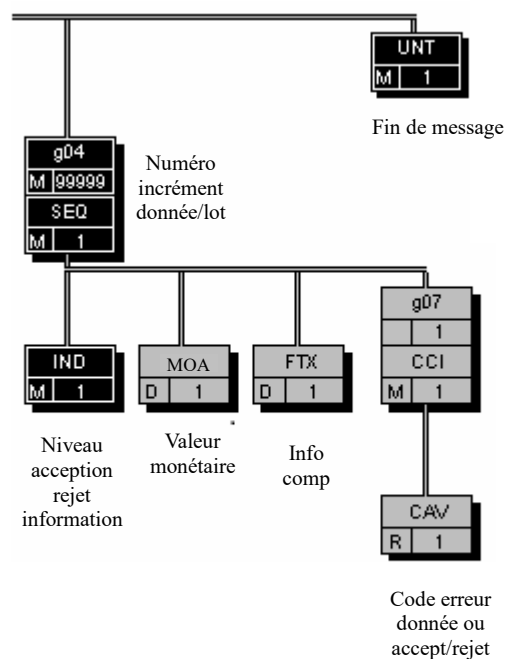 UNT
M 1
Fin de message
g04
M 99999
SEQ
M 1
Numéro
incrément
donnée/lot
IND
M 1
Niveau
acception
rejet
information
MOA
D 1
Valeur
monétaire
FTX
D 1
Info
comp
g07
1
CCI
M 1
CAV
R 1
Code erreur
donnée ou
accept/rejet